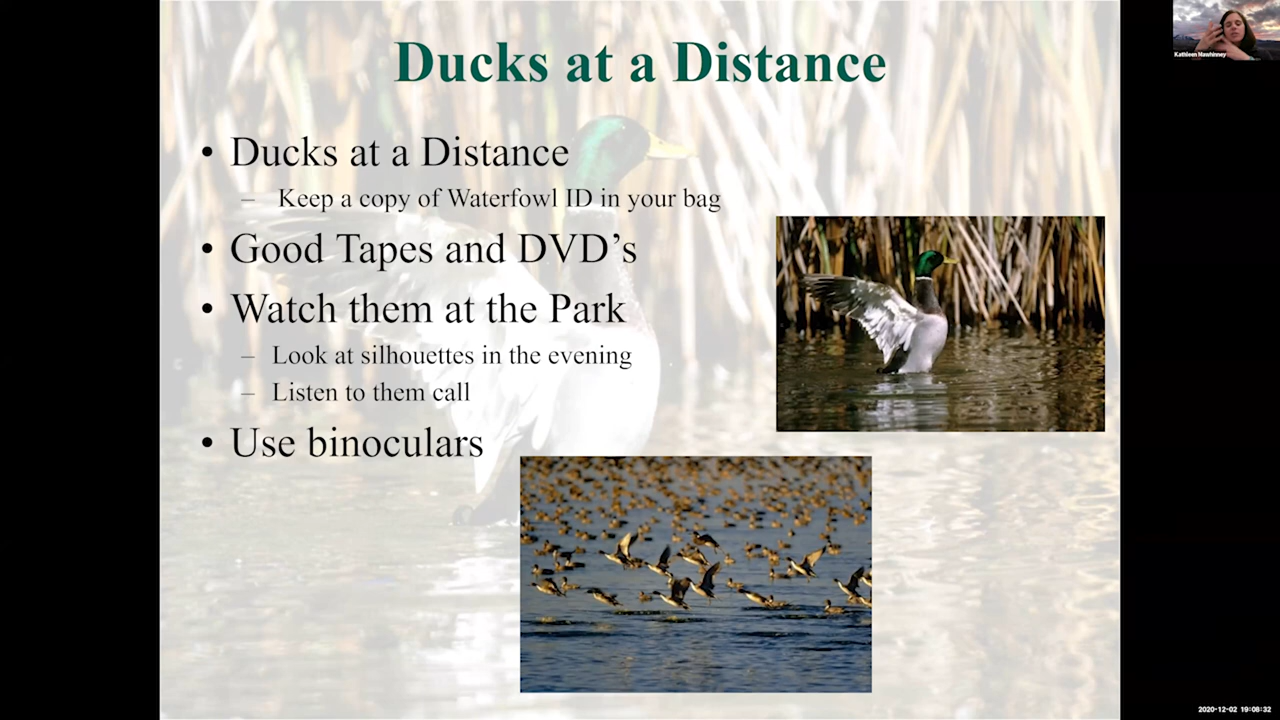 Ducks at a Distance
• Ducks at a Distance
– Keep a copy of Waterfowl ID in your bag
• Good Tapes and DVD’s
• Watch them at the Park
– Look at silhouettes in the evening
– Listen to them call
• Use binoculars
Kathleen Mawhinney
2020-12-02 19:08:32